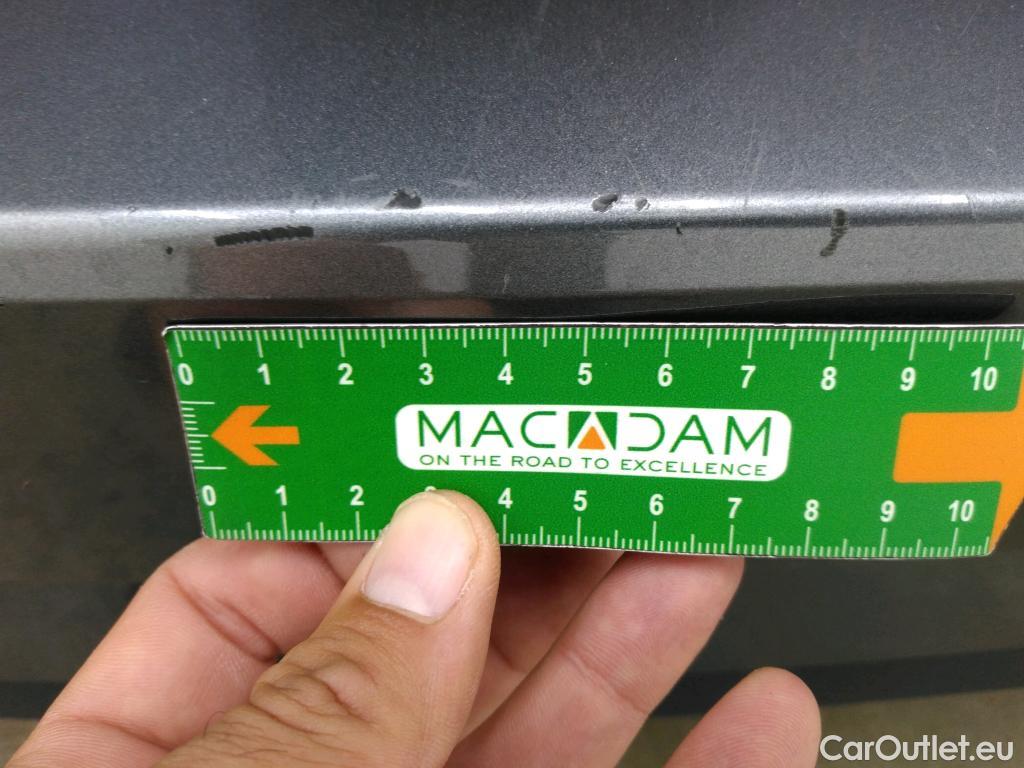 0 1 2 3 4 5 6 7 8 9 10
MACADAM
ON THE ROAD TO EXCELLENCE
0 1 2 4 5 6 7 8 9 10
CarOutlet.eu